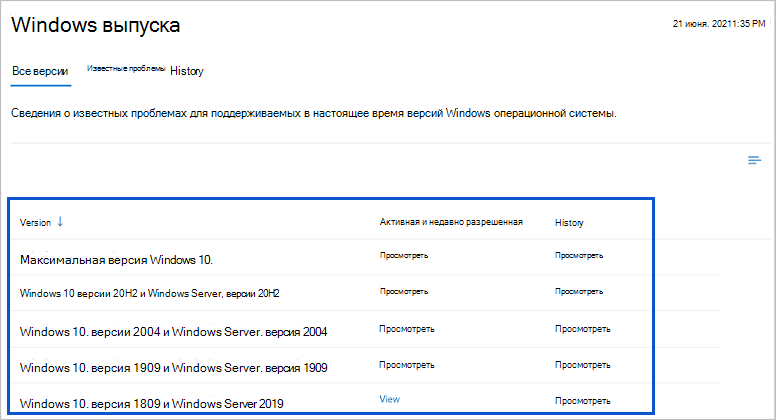 Windows выпуска
21 июня. 202111:35 PM
Все версии Известные проблемы History
Сведения о известных проблемах для поддерживаемых в настоящее время версий Windows операционной системы.
Version ↓ Активная и недавно разрешенная History
Максимальная версия Windows 10. Просмотреть Просмотреть
Windows 10 версии 20H2 и Windows Server, версии 20H2 Просмотреть Просмотреть
Windows 10. версии 2004 и Windows Server. версия 2004 Просмотреть Просмотреть
Windows 10. версия 1909 и Windows Server. версия 1909 Просмотреть Просмотреть
Windows 10. версия 1809 и Windows Server 2019 View Просмотреть